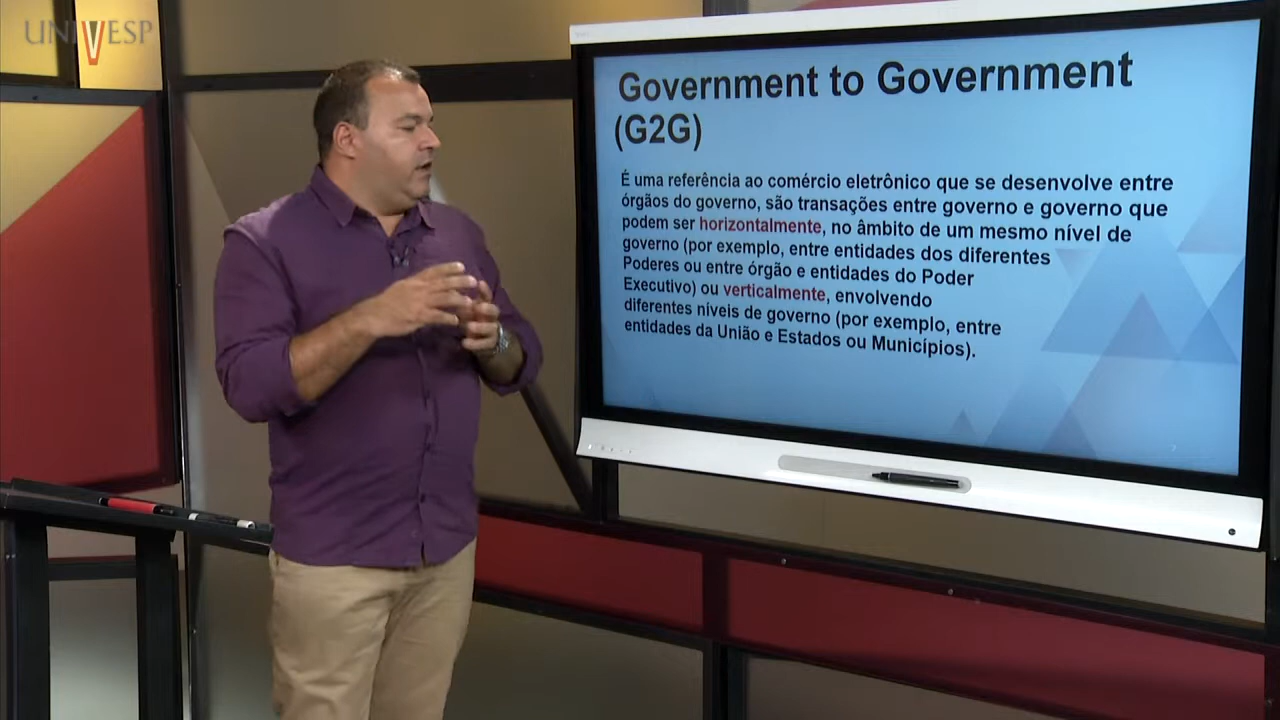 UNIVESP
Government to Government
(G2G)
É uma referência ao comércio eletrônico que se desenvolve entre
órgãos do governo, são transações entre governo e governo que
podem ser horizontalmente, no âmbito de um mesmo nível de
governo (por exemplo, entre entidades dos diferentes
Poderes ou entre órgão e entidades do Poder
Executivo) ou verticalmente, envolvendo
diferentes níveis de governo (por exemplo, entre
entidades da União e Estados ou Municípios).